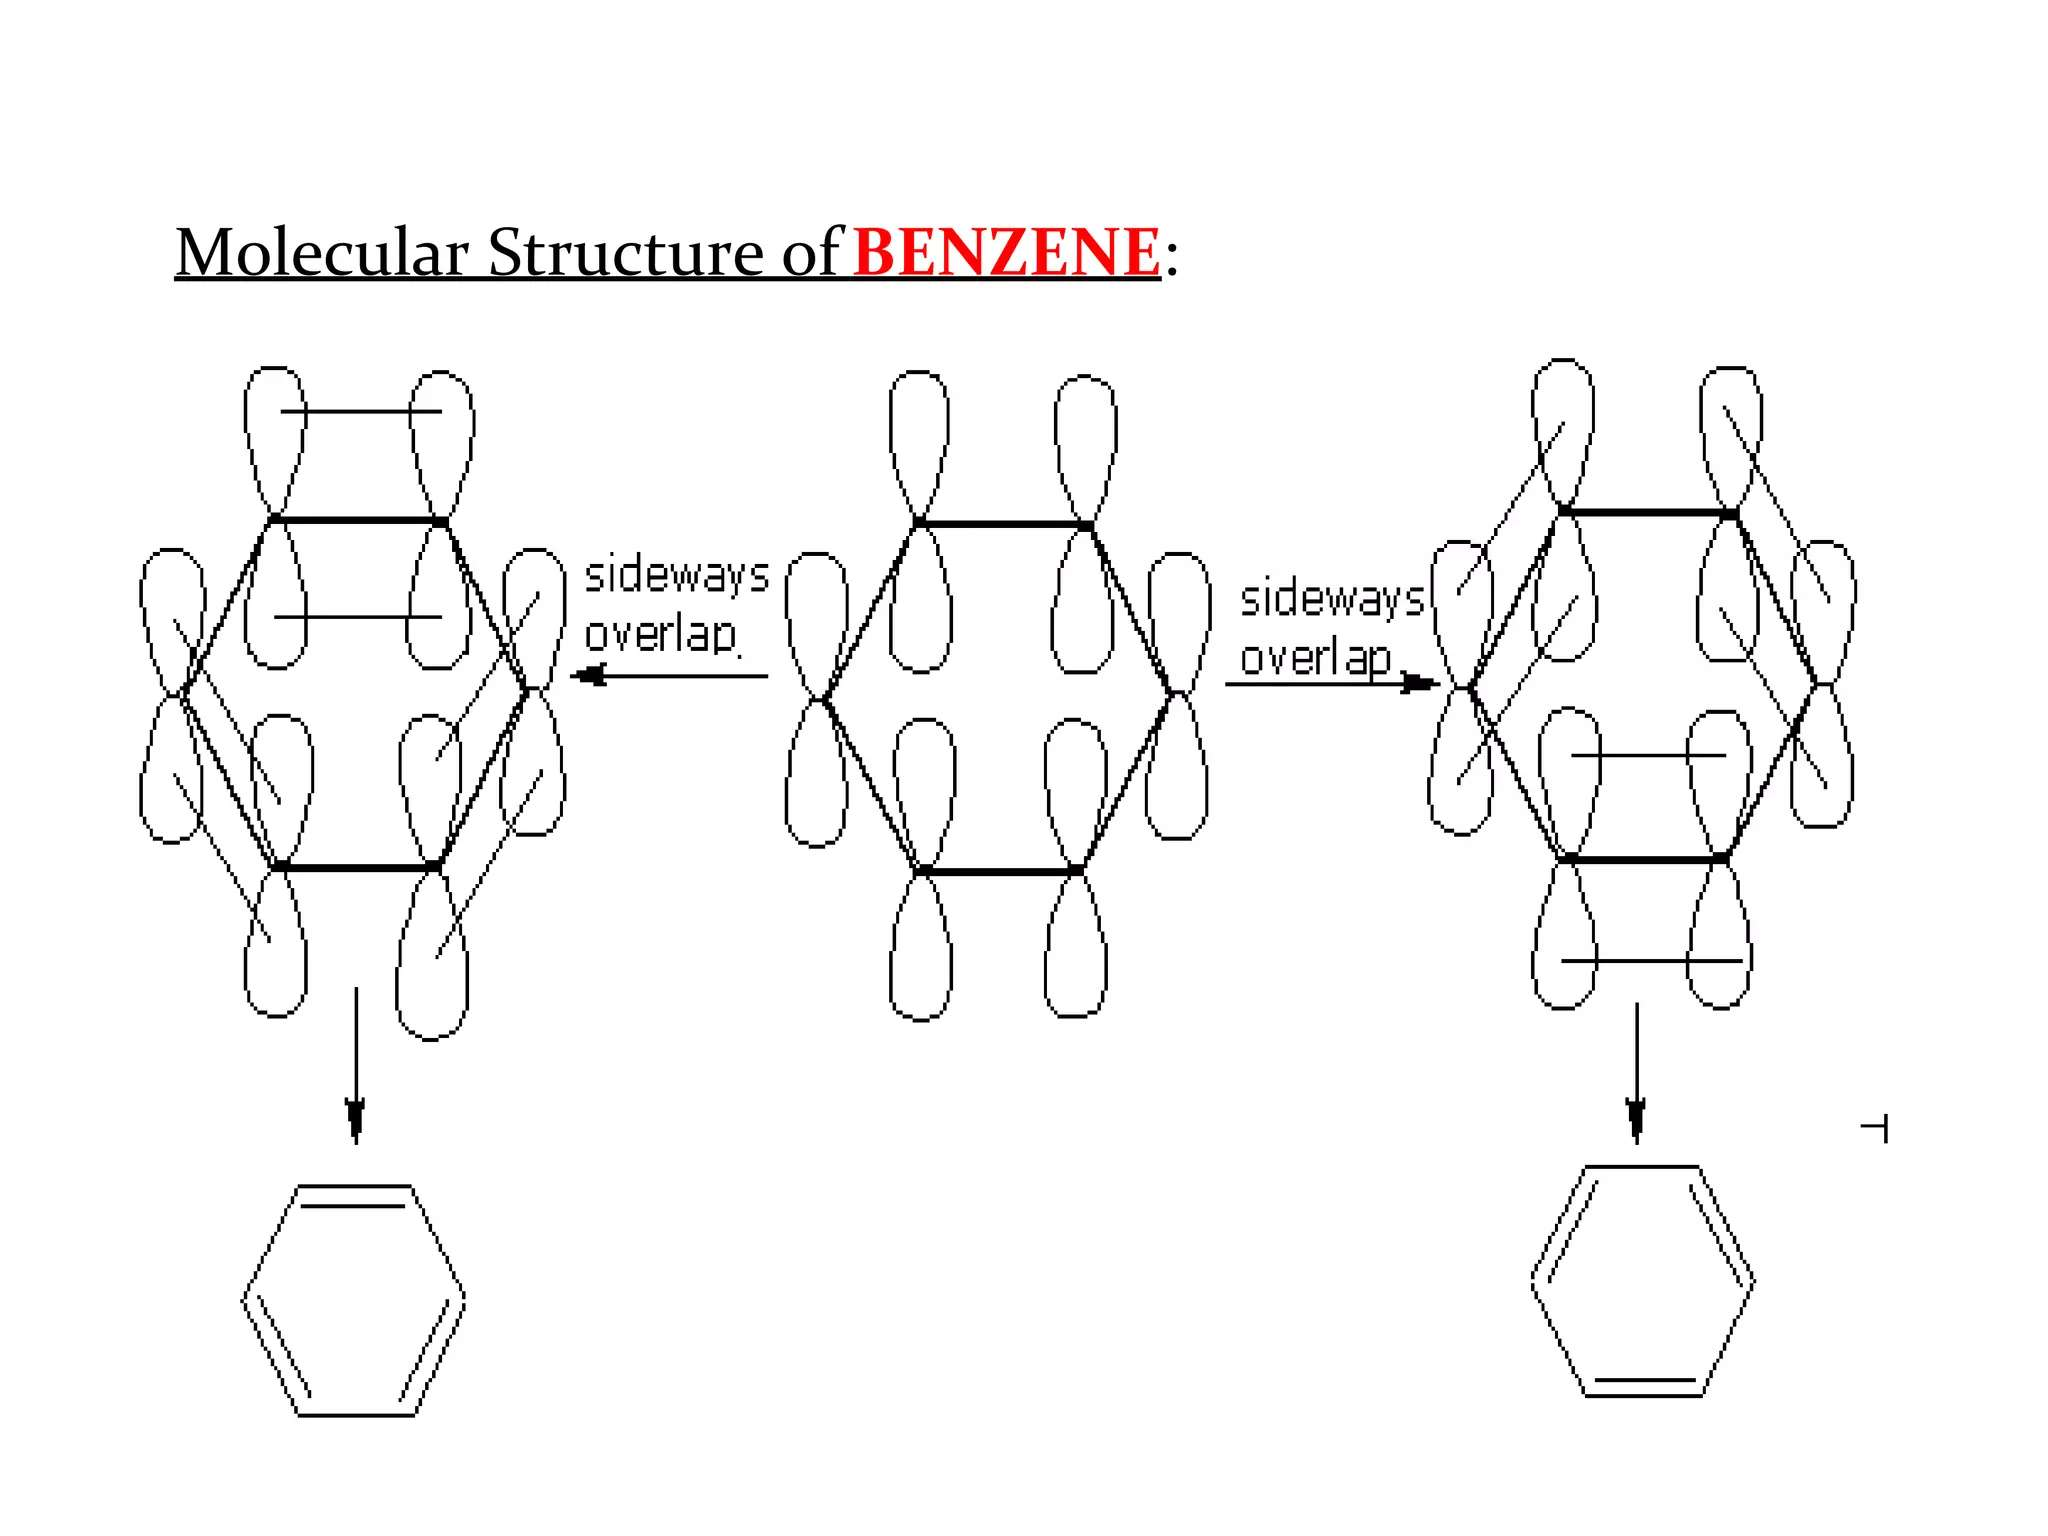 Molecular Structure of BENZENE:
sideways
overlap
sideways
overlap